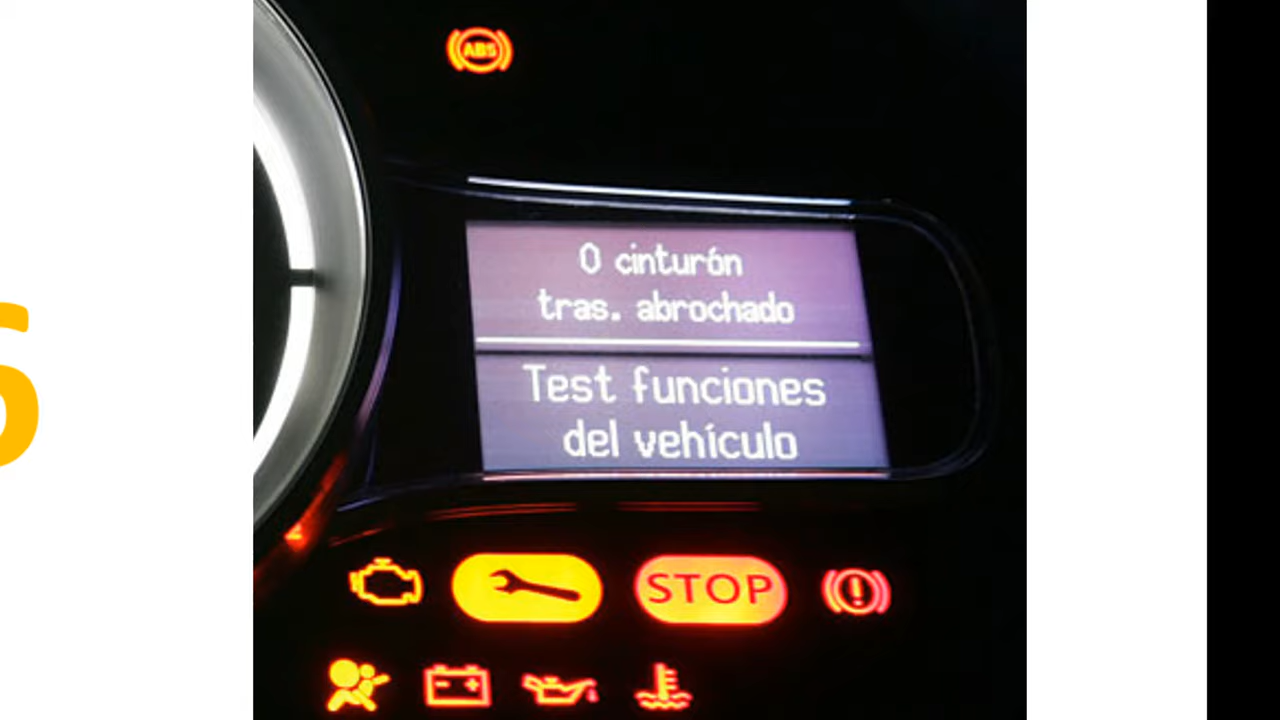 ABS
0 cinturón
tras. abrochado
Test funciones
del vehículo
STOP